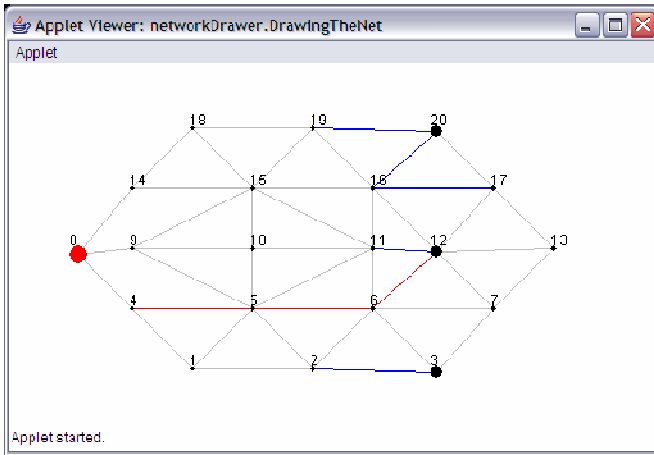 Applet Viewer: networkDrawer.DrawingTheNet
Applet
18 19 20
14 15 16 17
0 9 10 11 12 13
4 5 6 7
1 2 3
Applet started.